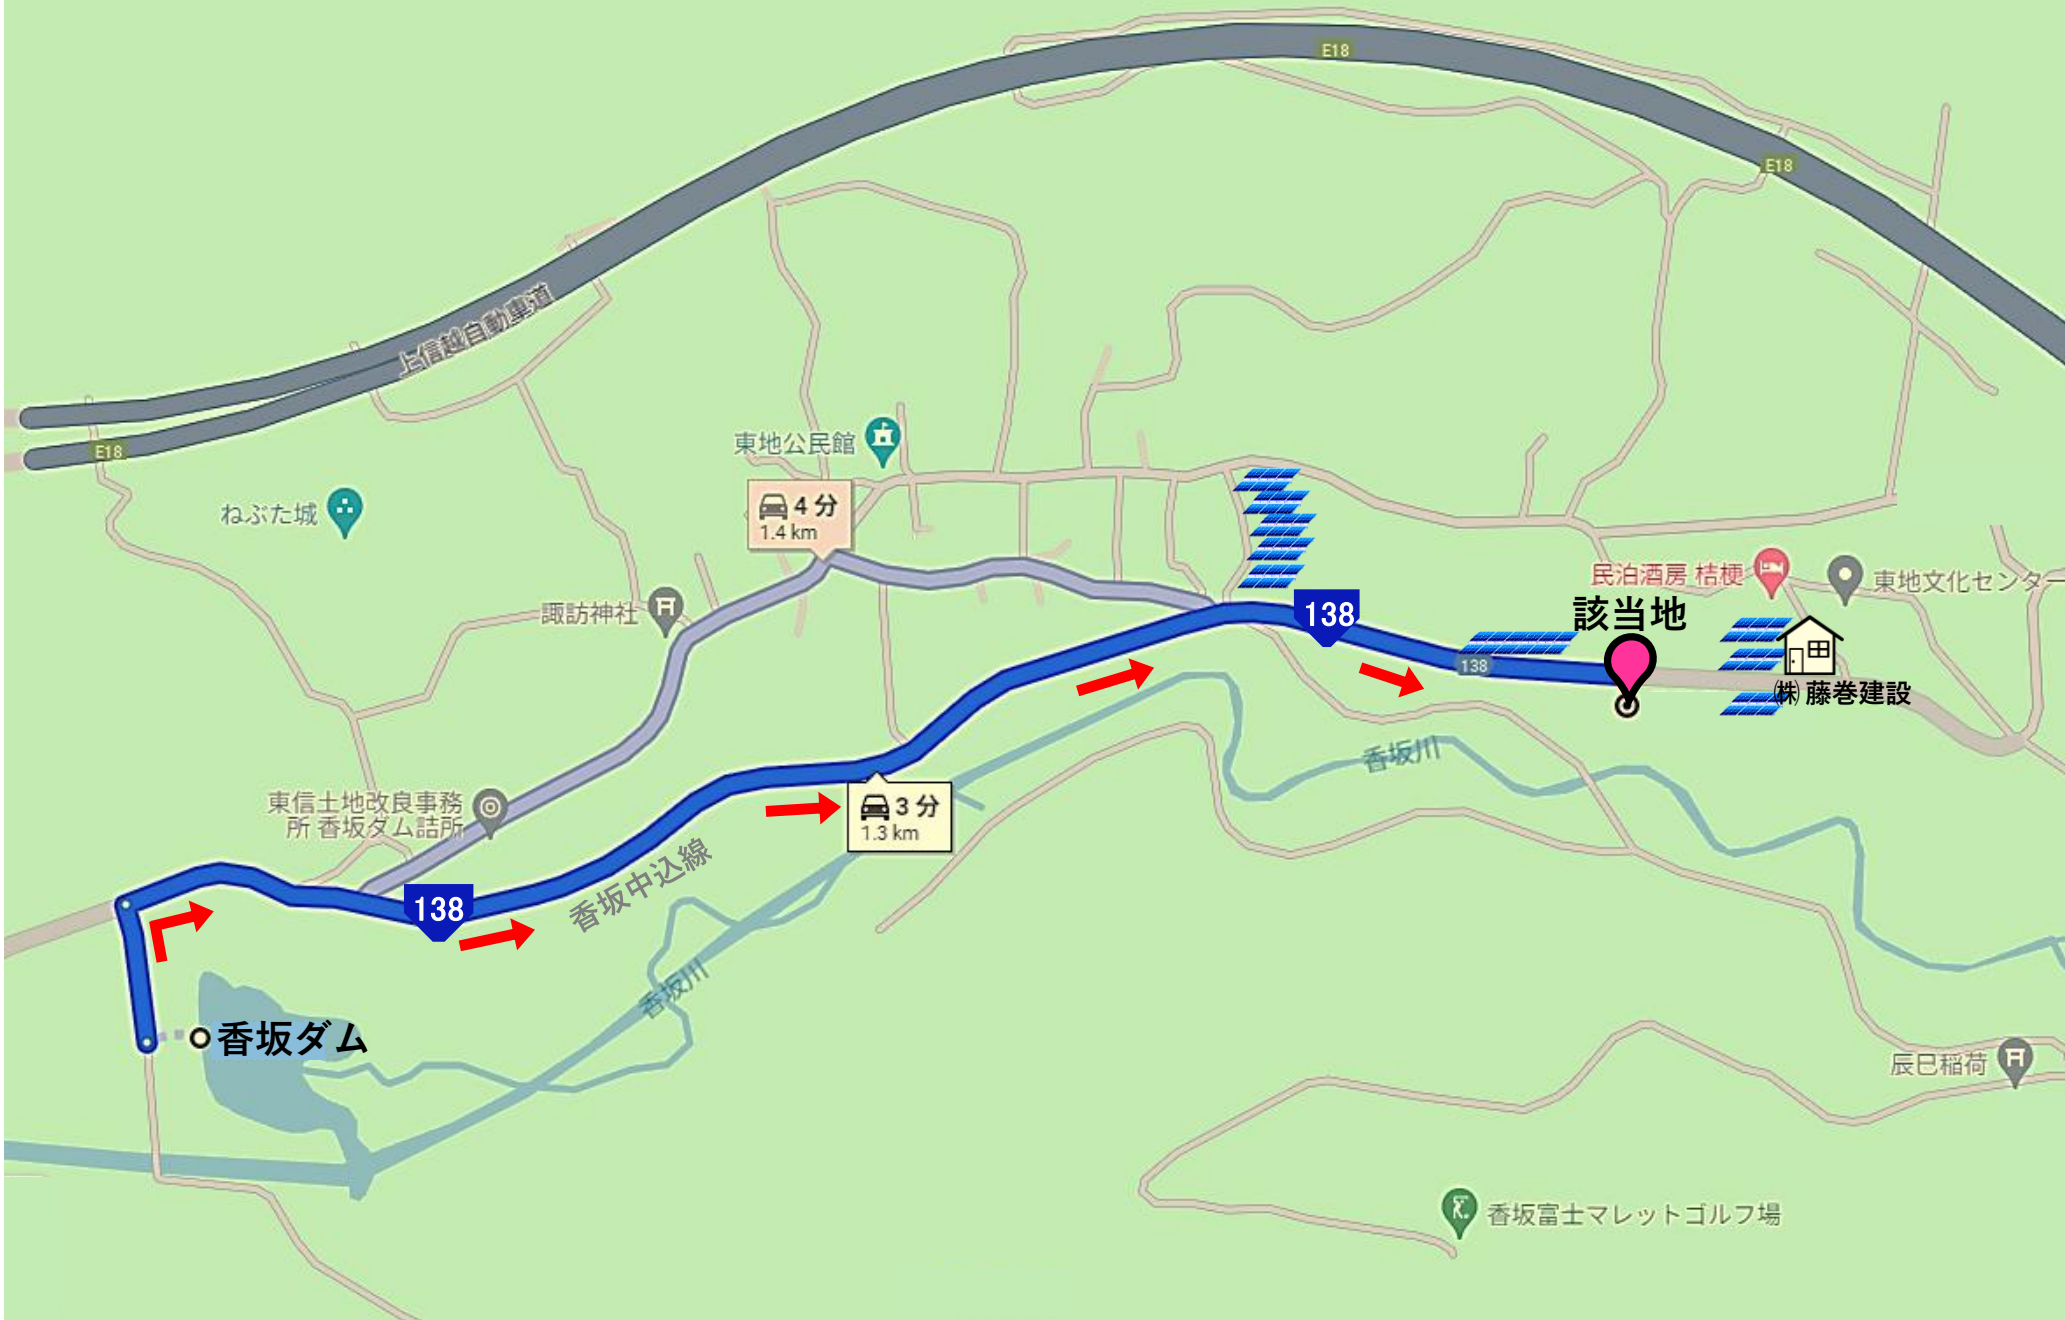 E18
E18
上信越自動車道
E18
東地公民館
4 分
1.4 km
ねぶた城
民泊酒房 桔梗
東地文化センター
諏訪神社
138
該当地
138
㈱ 藤巻建設
香坂川
東信土地改良事務
所 香坂ダム詰所
3 分
1.3 km
香坂中込線
138
香坂川
香坂ダム
辰巳稲荷
香坂富士マレットゴルフ場